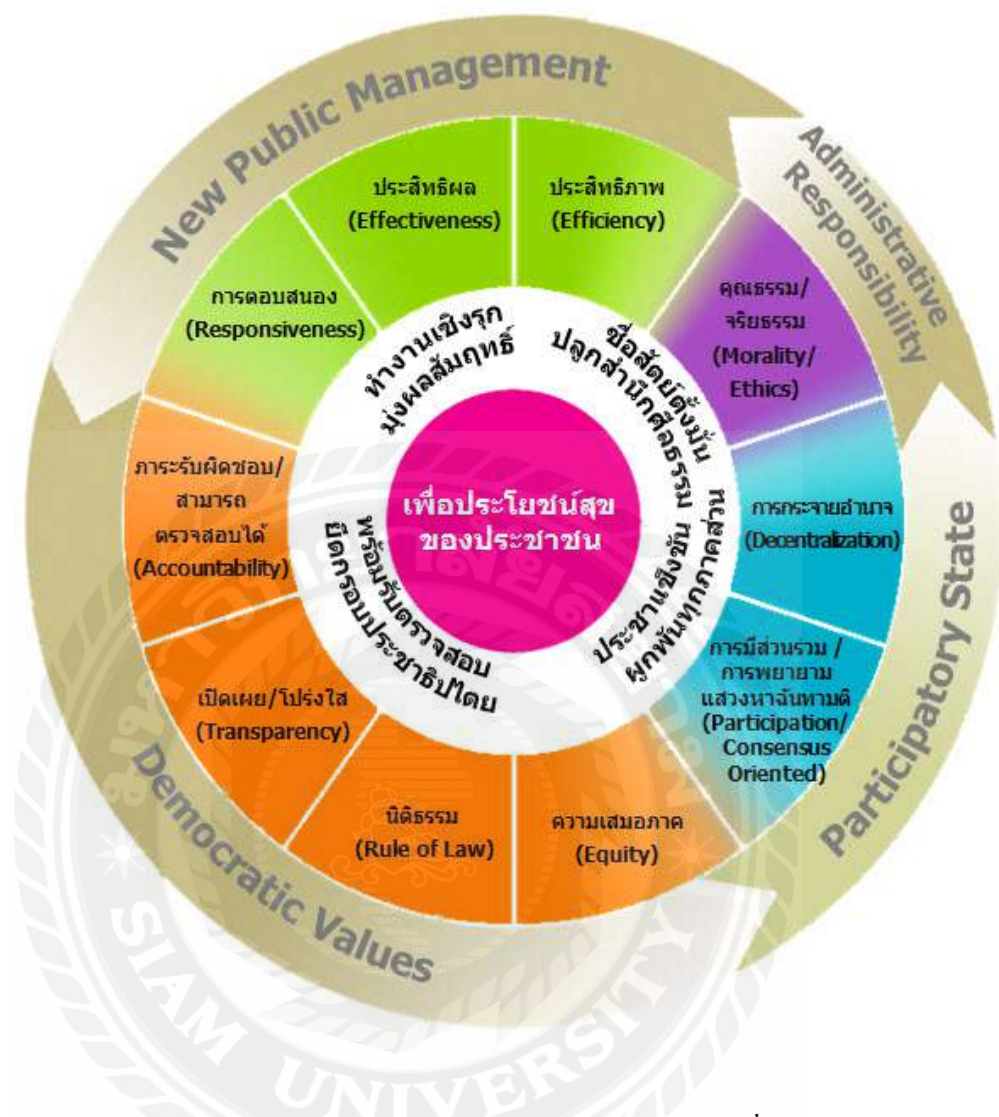 New Public Management
Administrative
Responsibility
Participatory State
Democratic Values
ประสิทธิผล
(Effectiveness)
ประสิทธิภาพ
(Efficiency)
คุณธรรม/
จริยธรรม
(Morality/
Ethics)
การกระจายอำนาจ
(Decentralization)
การมีส่วนร่วม /
การพยายาม
แสวงหาฉันทามติ
(Participation/
Consensus
Oriented)
ความเสมอภาค
(Equity)
นิติธรรม
(Rule of Law)
เปิดเผย/โปร่งใส
(Transparency)
ภาระรับผิดชอบ/
สามารถ
ตรวจสอบได้
(Accountability)
การตอบสนอง
(Responsiveness)
ทำงานเชิงรุก
มุ่งผลสัมฤทธิ์
ซื่อสัตย์ตั้งมั่น
ปลูกสำนึกศีลธรรม
ประชาแข็งขัน
ผูกพันทุกภาคส่วน
พร้อมรับตรวจสอบ
ยึดกรอบประชาธิปไตย
เพื่อประโยชน์สุข
ของประชาชน
SIAM UNIVERSITY